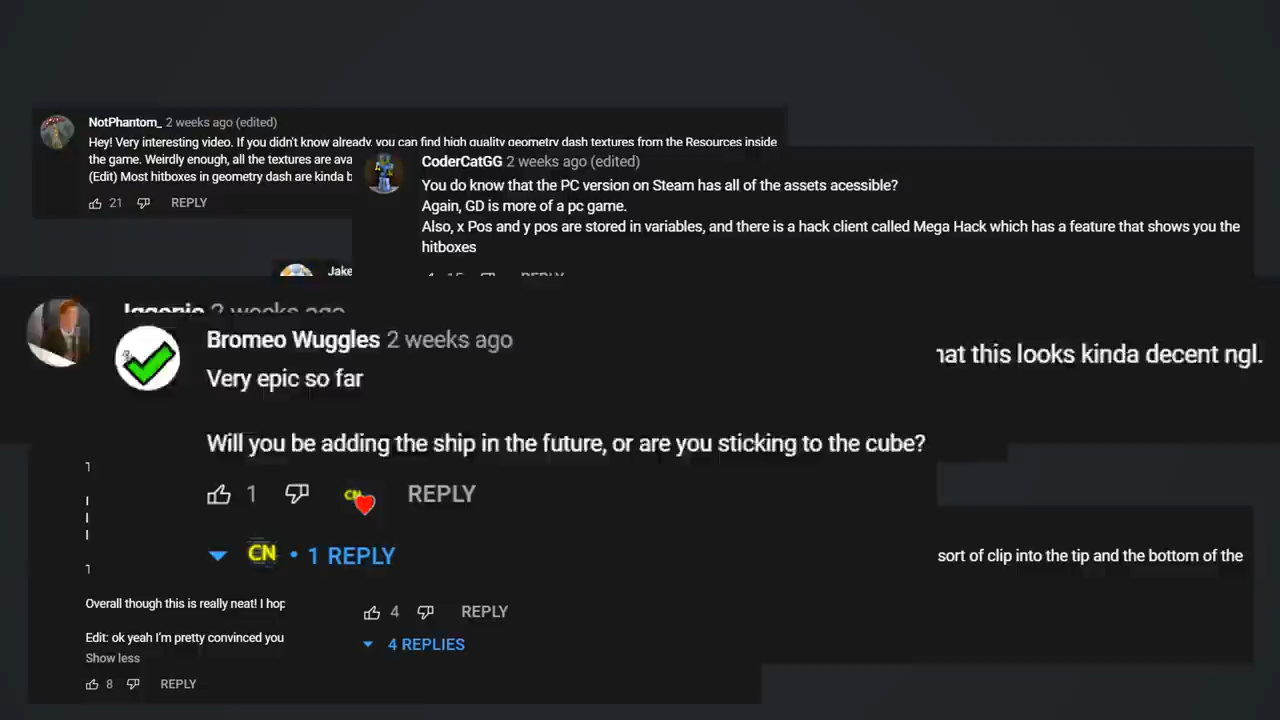 NotPhantom_ 2 weeks ago (edited)
Hey! Very interesting video. If you didn't know already, you can find high quality geometry dash textures from the Resources inside
the game. Weirdly enough, all the textures are ava
(Edit) Most hitboxes in geometry dash are kinda b
21 REPLY
CoderCatGG 2 weeks ago (edited)
You do know that the PC version on Steam has all of the assets acessible?
Again, GD is more of a pc game.
Also, x Pos and y pos are stored in variables, and there is a hack client called Mega Hack which has a feature that shows you the
hitboxes
15 REPLY
Jake
2 weeks ago
hat this looks kinda decent ngl.
Bromeo Wuggles 2 weeks ago
Very epic so far
Will you be adding the ship in the future, or are you sticking to the cube?
1 CN REPLY
CN • 1 REPLY
sort of clip into the tip and the bottom of the
Overall though this is really neat! I hop
4 REPLY
Edit: ok yeah I'm pretty convinced you
4 REPLIES
Show less
8 REPLY